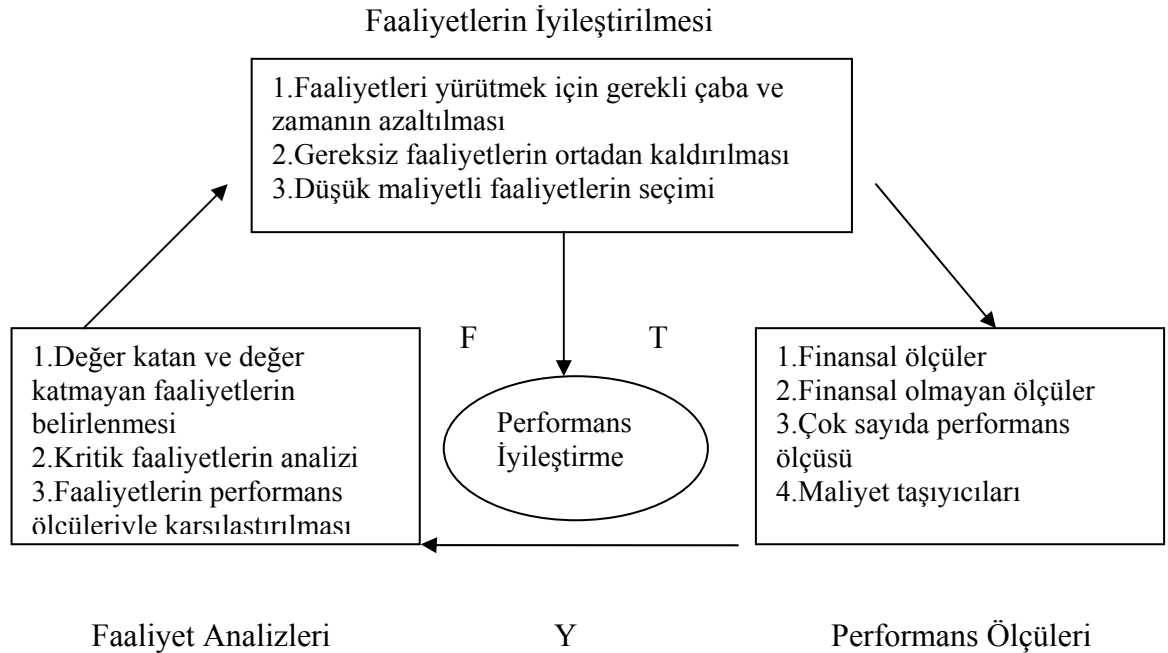 Faaliyetlerin İyileştirilmesi
1.Faaliyetleri yürütmek için gerekli çaba ve
zamanın azaltılması
2.Gereksiz faaliyetlerin ortadan kaldırılması
3.Düşük maliyetli faaliyetlerin seçimi
F
T
1.Değer katan ve değer
katmayan faaliyetlerin
belirlenmesi
2.Kritik faaliyetlerin analizi
3.Faaliyetlerin performans
ölçüleriyle karşılaştırılması
Performans
İyileştirme
1.Finansal ölçüler
2.Finansal olmayan ölçüler
3.Çok sayıda performans
ölçüsü
4.Maliyet taşıyıcıları
Faaliyet Analizleri
Y
Performans Ölçüleri